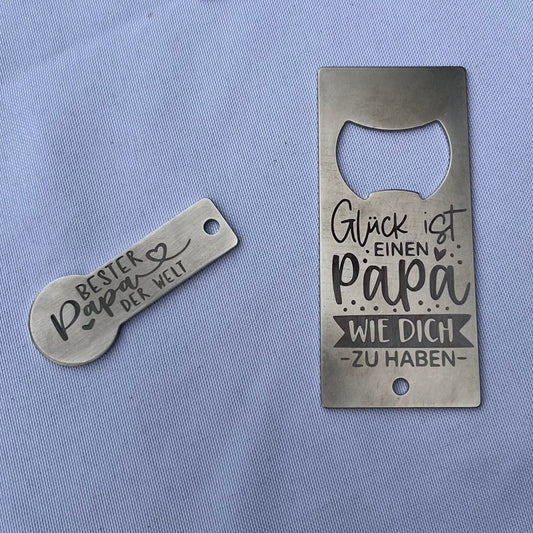 BESTER
Papa
DER WELT
Glück ist
EINEN
Papa
WIE DICH
-ZU HABEN-